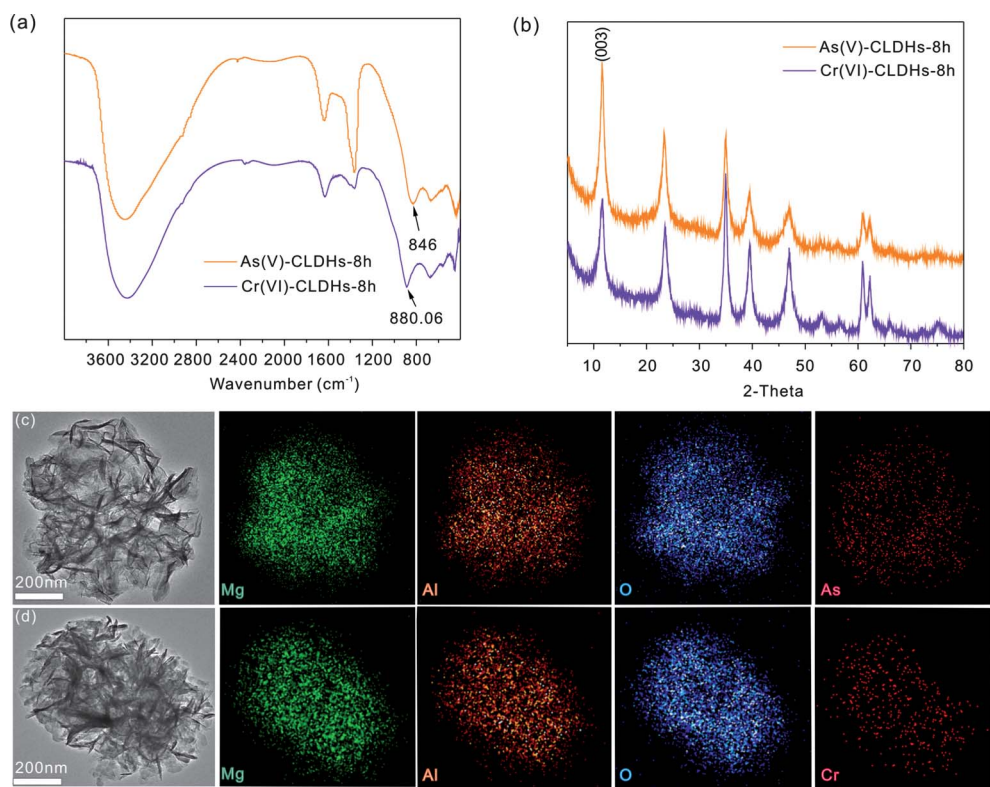 (a)
As(V)-CLDHs-8h
Cr(VI)-CLDHs-8h
846
880.06
3600 3200 2800 2400 2000 1600 1200 800
Wavenumber (cm⁻¹)
(b)
(003)
As(V)-CLDHs-8h
Cr(VI)-CLDHs-8h
10 20 30 40 50 60 70 80
2-Theta
(c)
200nm
Mg
Al
O
As
(d)
200nm
Mg
Al
O
Cr